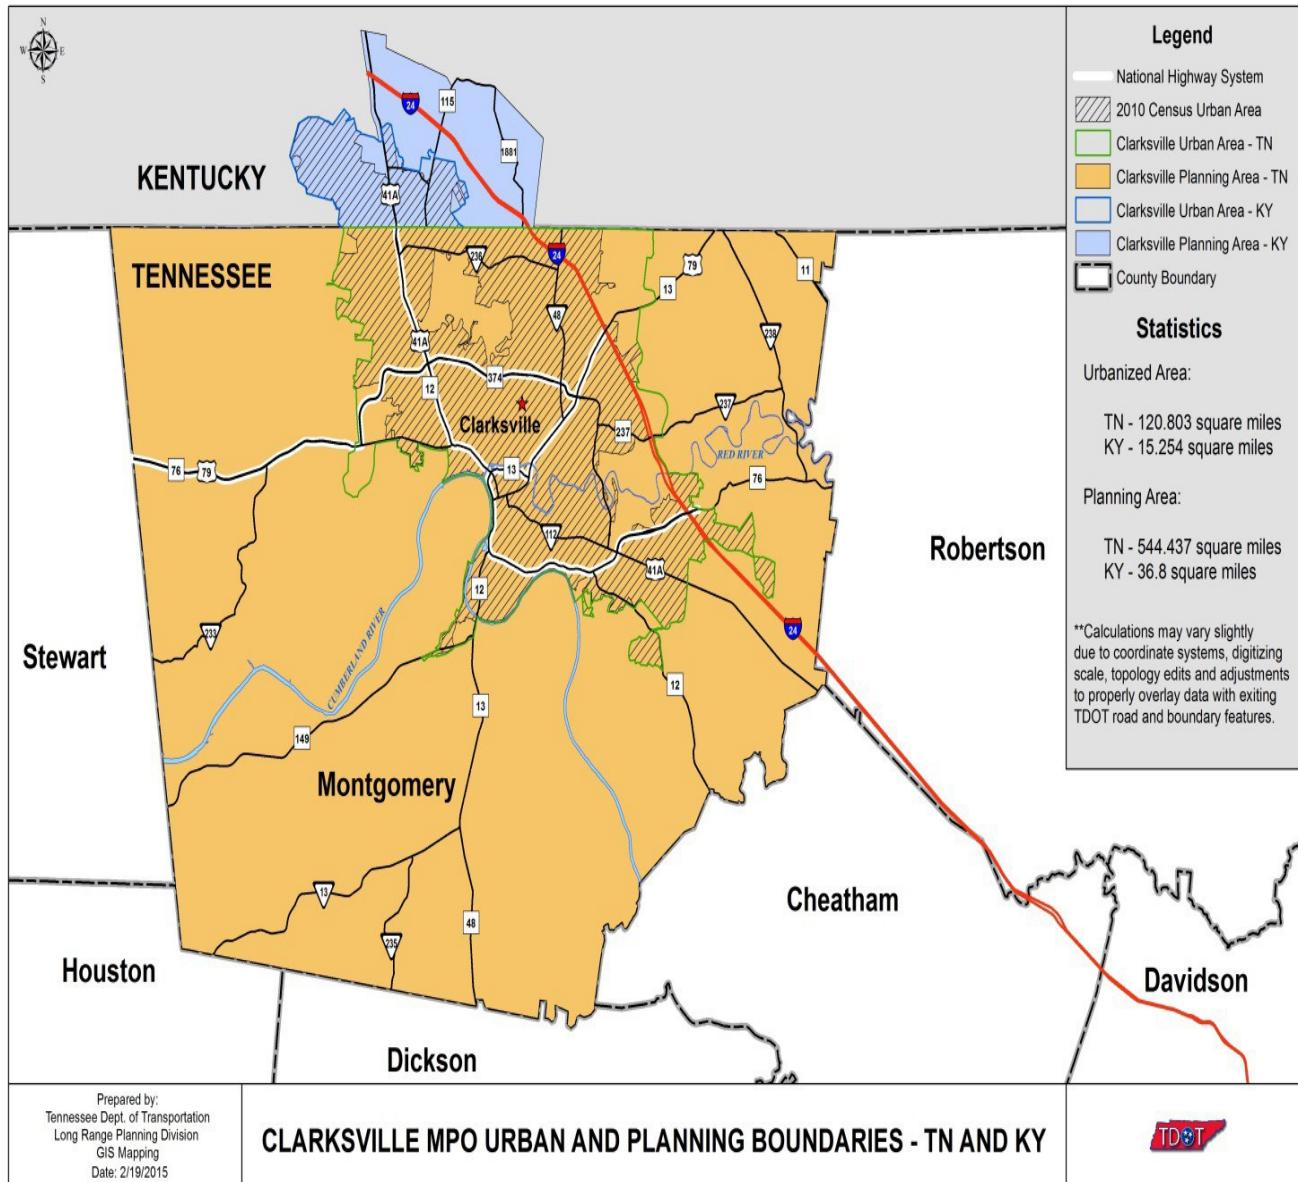 N
W E
S
KENTUCKY
TENNESSEE
24
115
1881
41A
236
24
79
13
11
48
238
41A
374
12
Clarksville
237
237
RED RIVER
76
79
13
76
112
41A
12
24
233
CUMBERLAND RIVER
12
13
149
Montgomery
13
48
235
Stewart
Robertson
Houston
Dickson
Cheatham
Davidson
Legend
National Highway System
2010 Census Urban Area
Clarksville Urban Area - TN
Clarksville Planning Area - TN
Clarksville Urban Area - KY
Clarksville Planning Area - KY
County Boundary
Statistics
Urbanized Area:
TN - 120.803 square miles
KY - 15.254 square miles
Planning Area:
TN - 544.437 square miles
KY - 36.8 square miles
**Calculations may vary slightly
due to coordinate systems, digitizing
scale, topology edits and adjustments
to properly overlay data with exiting
TDOT road and boundary features.
Prepared by:
Tennessee Dept. of Transportation
Long Range Planning Division
GIS Mapping
Date: 2/19/2015
CLARKSVILLE MPO URBAN AND PLANNING BOUNDARIES - TN AND KY
TDOT